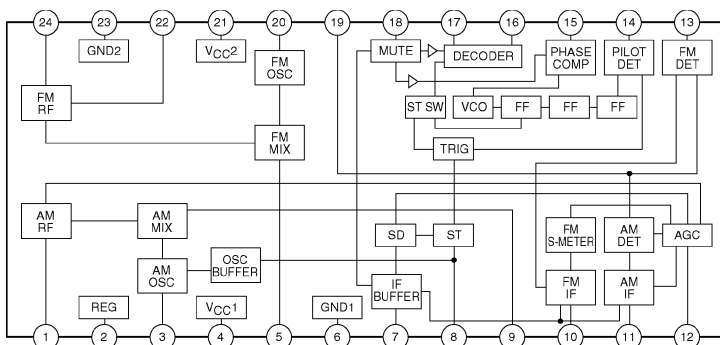 24 23 22 21 20 19 18 17 16 15 14 13
GND2
VCC2
FM
OSC
MUTE
DECODER
PHASE
COMP
PILOT
DET
FM
DET
FM
RF
ST SW
VCO
FF
FF
FF
FM
MIX
TRIG
AM
RF
AM
MIX
SD
ST
FM
S-METER
AM
DET
AGC
OSC
BUFFER
AM
OSC
IF
BUFFER
FM
IF
AM
IF
REG
VCC1
GND1
1 2 3 4 5 6 7 8 9 10 11 12